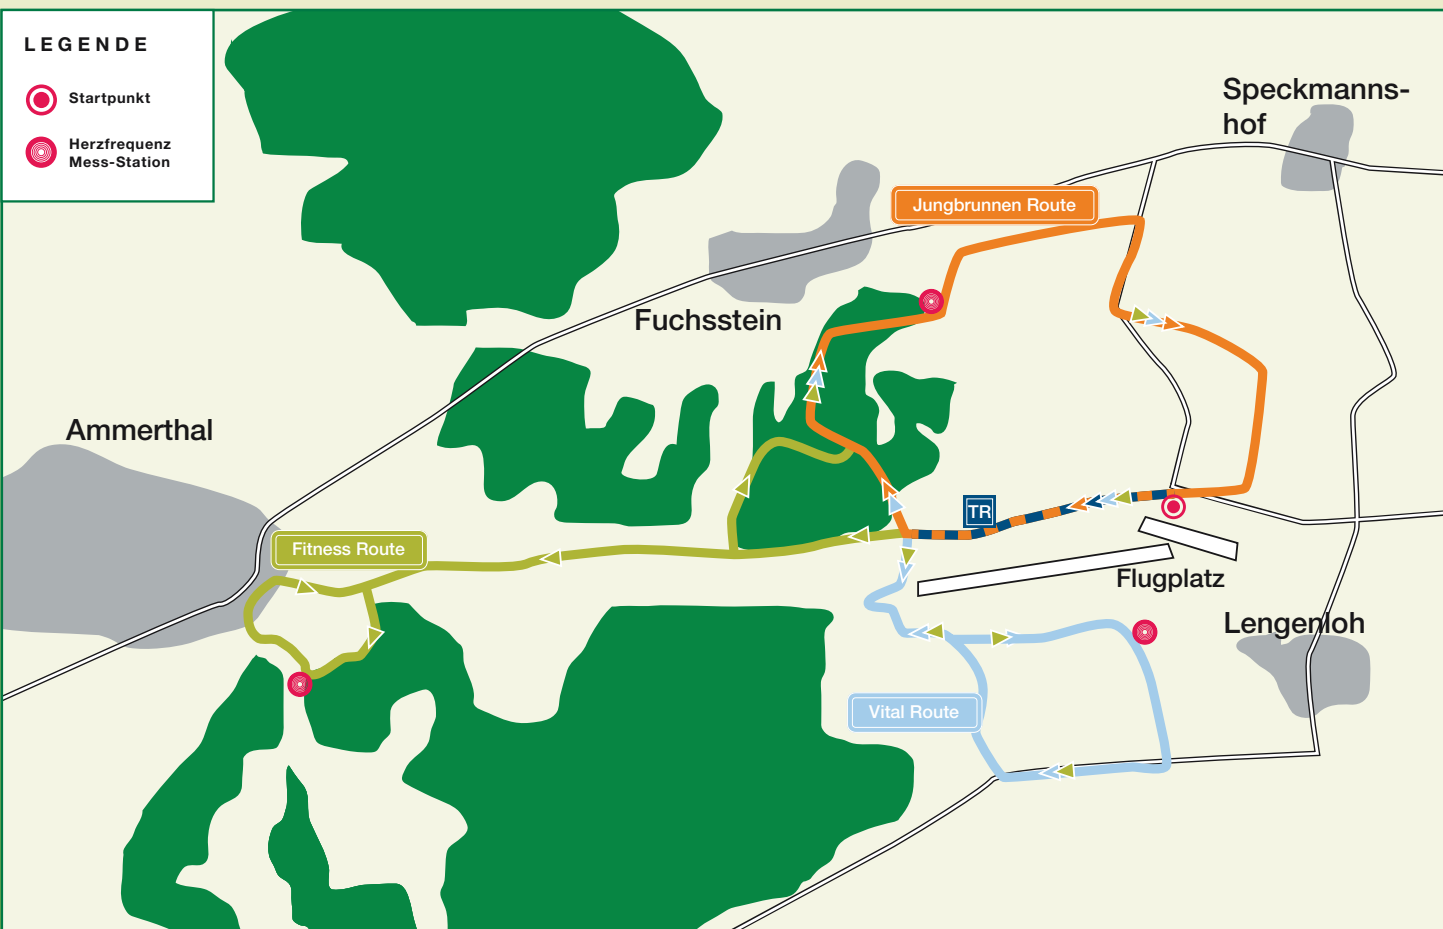 LEGENDE
Startpunkt
Herzfrequenz
Mess-Station
Speckmanns-
hof
Jungbrunnen Route
Fuchsstein
Ammerthal
TR
Fitness Route
Flugplatz
Lengenloh
Vital Route